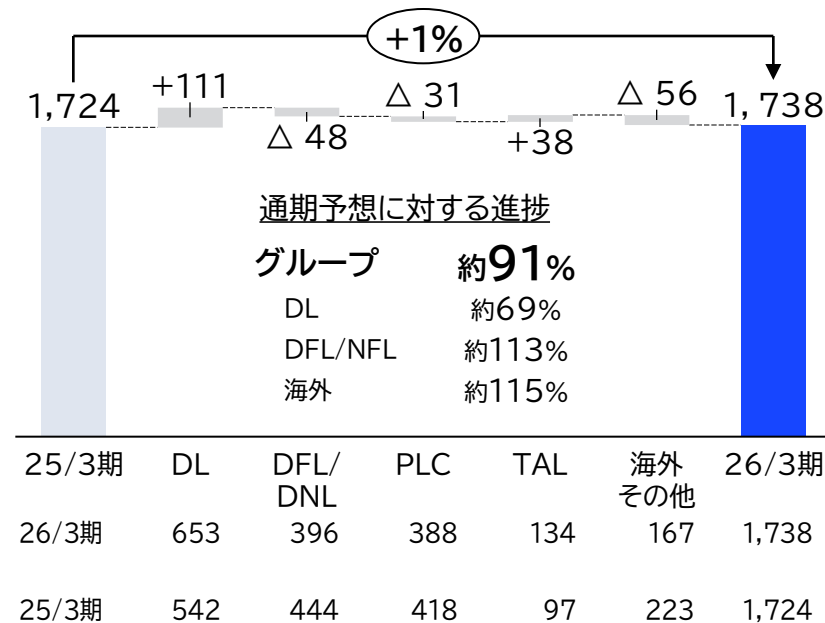 +1%
1,724
+111
△ 48
△ 31
+38
△ 56
1,738
通期予想に対する進捗
グループ 約91%
DL 約69%
DFL/NFL 約113%
海外 約115%
25/3期 DL DFL/ PLC TAL 海外 26/3期
DNL その他
26/3期 653 396 388 134 167 1,738
25/3期 542 444 418 97 223 1,724